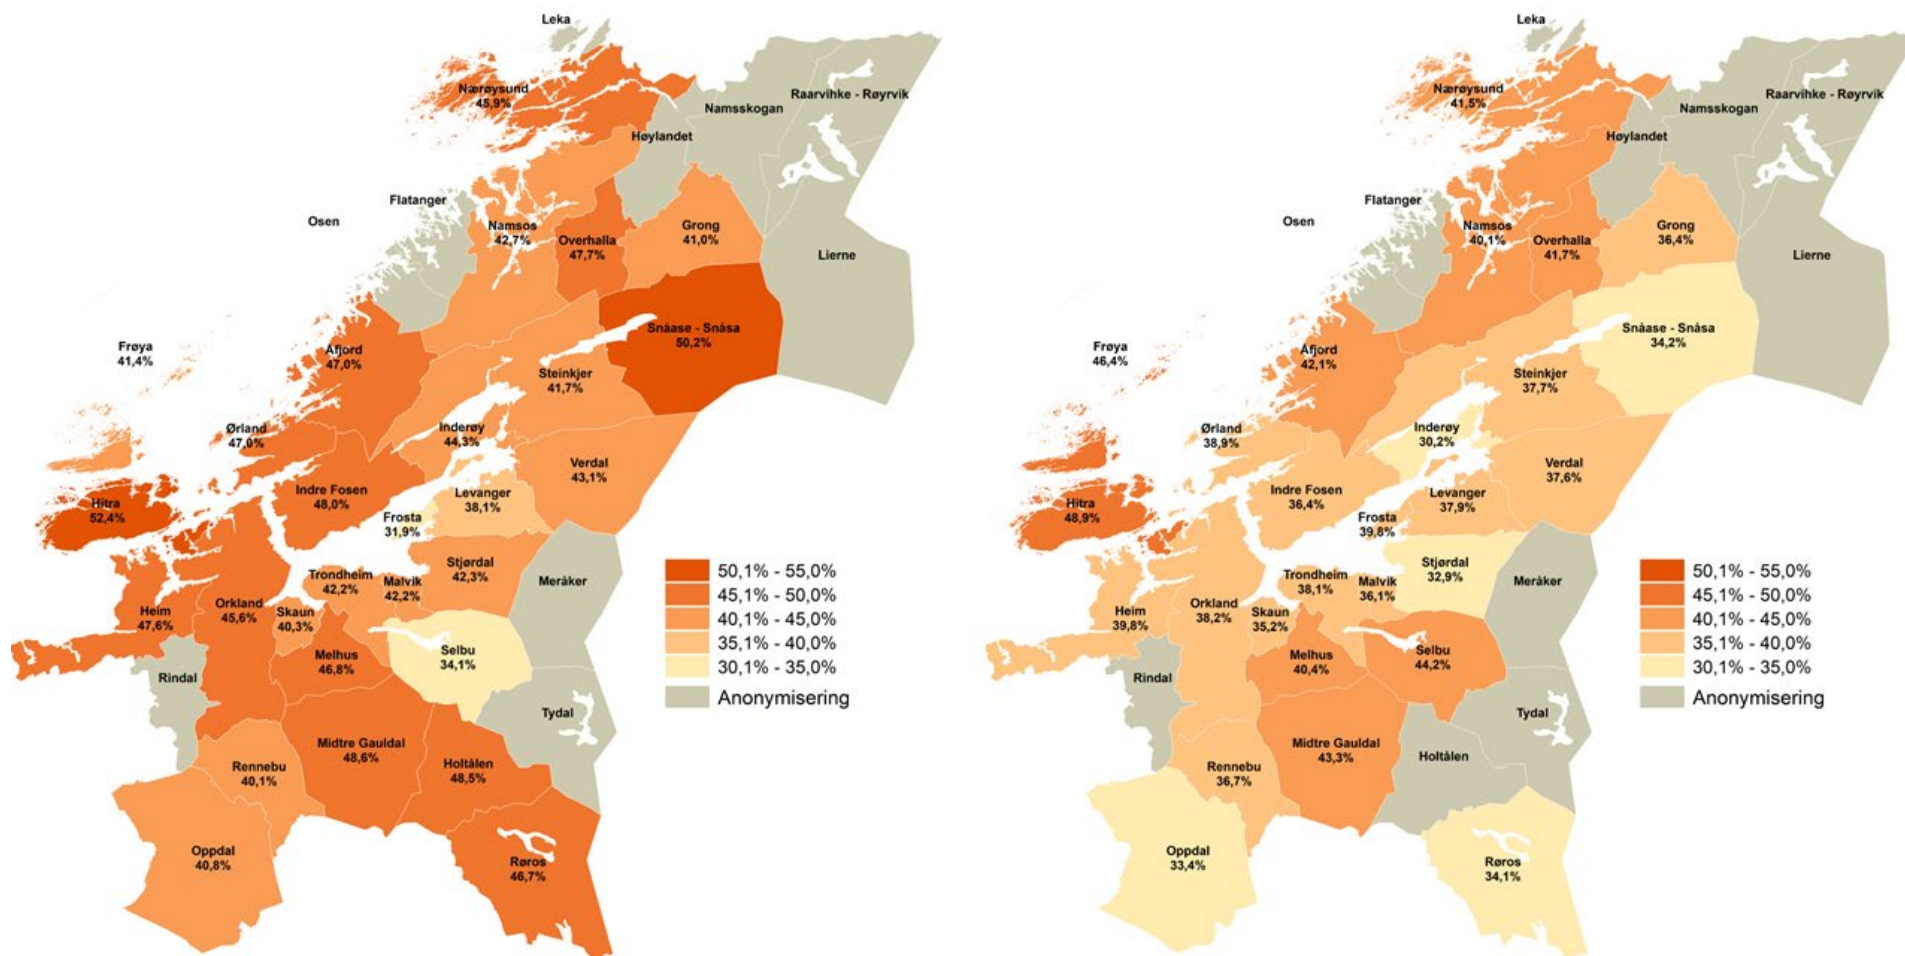 Leka
Nærøysund
45,9%
Namsskogan
Raarvihke - Røyrvik
Høylandet
Flatanger
Osen
Namsos
42,7%
Overhalla
47,7%
Grong
41,0%
Lierne
Snåase - Snåsa
50,2%
Frøya
41,4%
Åfjord
47,0%
Steinkjer
41,7%
Ørland
47,0%
Inderøy
44,3%
Verdal
43,1%
Indre Fosen
48,0%
Levanger
38,1%
Hitra
52,4%
Frosta
31,9%
Stjørdal
42,3%
Meråker
Trondheim
42,2%
Malvik
42,2%
Heim
47,6%
Orkland
45,6%
Skaun
40,3%
Melhus
46,8%
Selbu
34,1%
Rindal
Tydal
Midtre Gauldal
48,6%
Holtålen
48,5%
Rennebu
40,1%
Oppdal
40,8%
Røros
46,7%
50,1% - 55,0%
45,1% - 50,0%
40,1% - 45,0%
35,1% - 40,0%
30,1% - 35,0%
Anonymisering
Leka
Nærøysund
41,5%
Namsskogan
Raarvihke - Røyrvik
Høylandet
Flatanger
Osen
Namsos
40,1%
Overhalla
41,7%
Grong
36,4%
Lierne
Snåase - Snåsa
34,2%
Frøya
46,4%
Åfjord
42,1%
Steinkjer
37,7%
Ørland
38,9%
Inderøy
30,2%
Verdal
37,6%
Indre Fosen
36,4%
Levanger
37,9%
Hitra
48,9%
Frosta
39,8%
Stjørdal
32,9%
Meråker
Trondheim
38,1%
Malvik
36,1%
Heim
39,8%
Orkland
38,2%
Skaun
35,2%
Melhus
40,4%
Selbu
44,2%
Rindal
Tydal
Midtre Gauldal
43,3%
Holtålen
Rennebu
36,7%
Oppdal
33,4%
Røros
34,1%
50,1% - 55,0%
45,1% - 50,0%
40,1% - 45,0%
35,1% - 40,0%
30,1% - 35,0%
Anonymisering